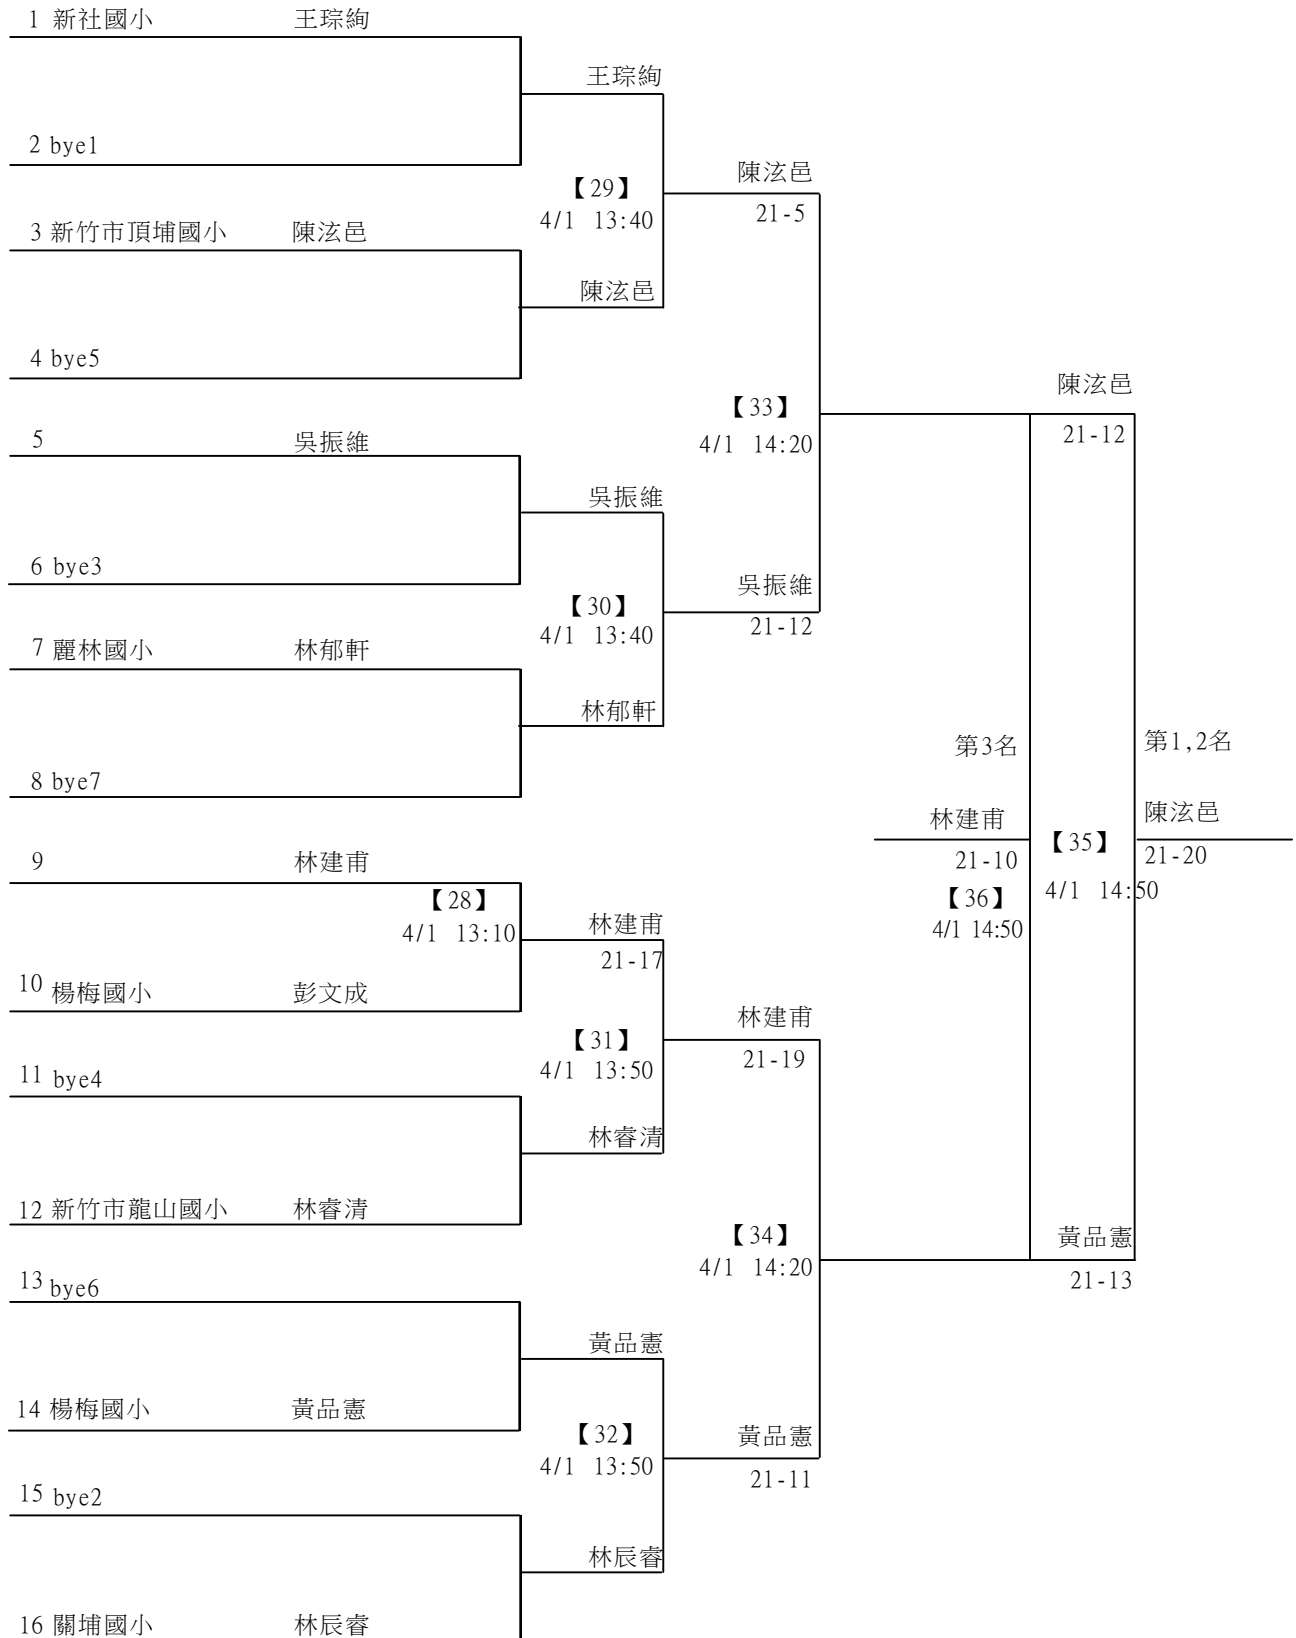 1 新社國小 王琮絢
王琮絢
2 bye1
陳泫邑
【29】
21-5
4/1 13:40
3 新竹市頂埔國小 陳泫邑
陳泫邑
4 bye5
陳泫邑
【33】
21-12
4/1 14:20
5 吳振維
吳振維
6 bye3
吳振維
【30】
21-12
4/1 13:40
7 麗林國小 林郁軒
林郁軒
第3名
第1,2名
8 bye7
林建甫
陳泫邑
【35】
21-10
21-20
9 林建甫
【28】
【36】
4/1 14:50
4/1 13:10
林建甫
4/1 14:50
21-17
10 楊梅國小 彭文成
林建甫
【31】
21-19
4/1 13:50
11 bye4
林睿清
12 新竹市龍山國小 林睿清
【34】
黃品憲
4/1 14:20
21-13
13 bye6
黃品憲
14 楊梅國小 黃品憲
【32】
黃品憲
4/1 13:50
21-11
15 bye2
林辰睿
16 關埔國小 林辰睿